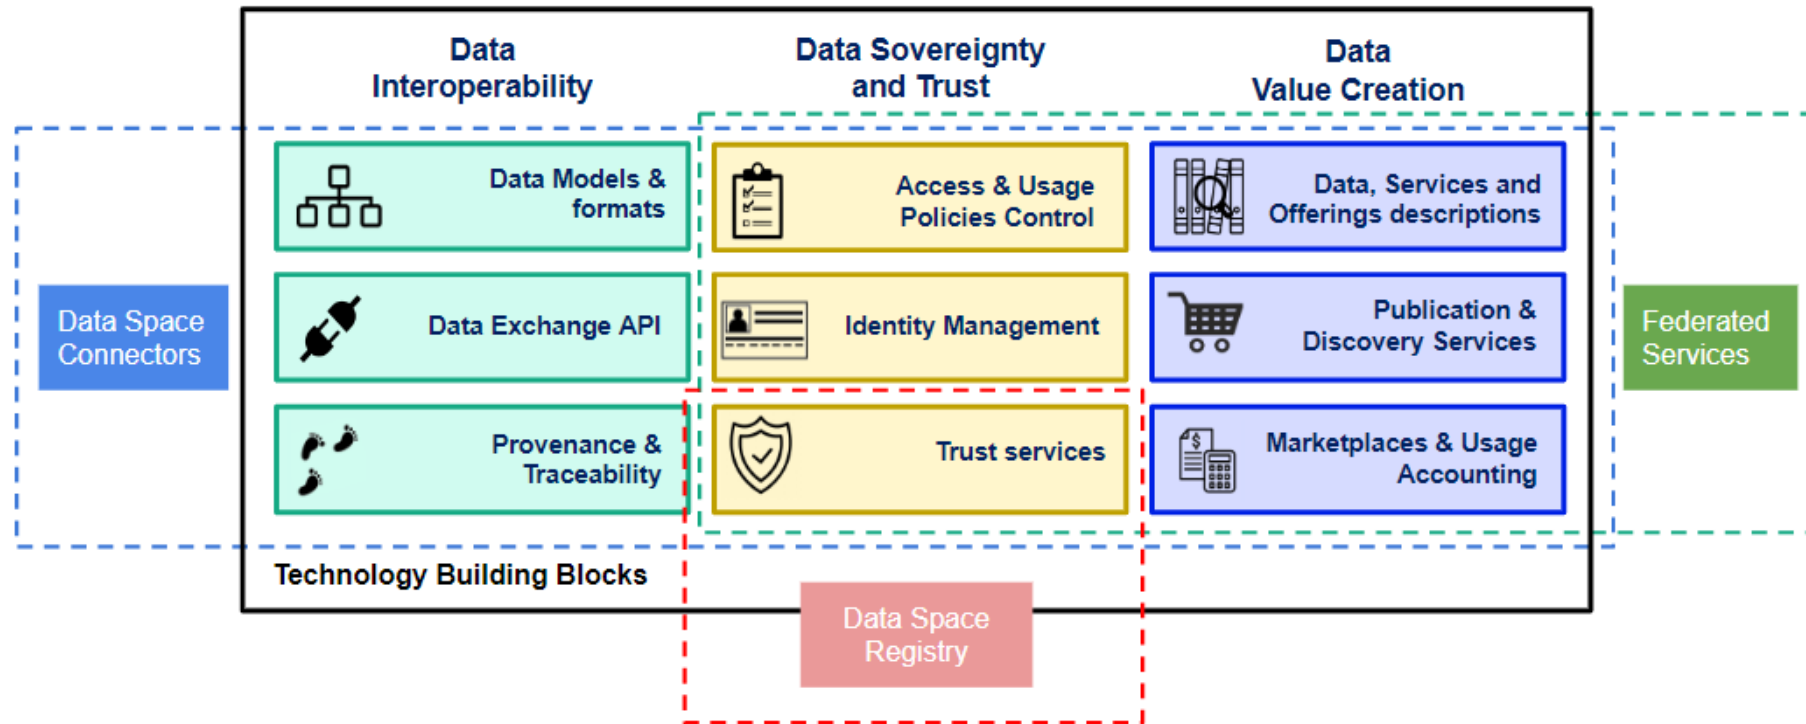 Data
Interoperability
Data Sovereignty
and Trust
Data
Value Creation
Data Models &
formats
Access & Usage
Policies Control
Data, Services and
Offerings descriptions
Data Space
Connectors
Data Exchange API
Identity Management
Publication &
Discovery Services
Federated
Services
Provenance &
Traceability
Trust services
$
Marketplaces & Usage
Accounting
Technology Building Blocks
Data Space
Registry